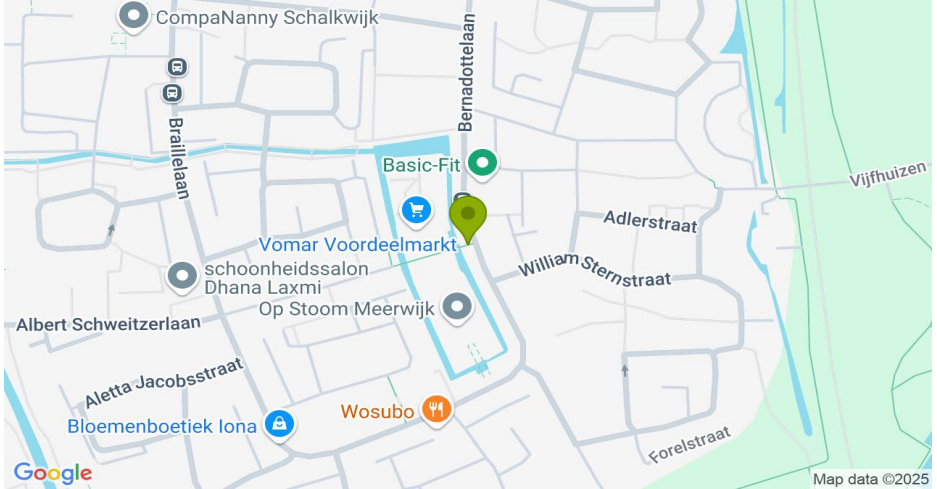 CompaNanny Schalkwijk
Bernadottelaan
Braillelaan
Basic-Fit
Vijfhuizen
Adlerstraat
Vomar Voordeelmarkt
William Sternstraat
schoonheidssalon
Dhana Laxmi
Op Stoom Meerwijk
Albert Schweitzerlaan
Aletta Jacobsstraat
Wosubo
Bloemenboetiek Iona
Forelstraat
Google
Map data ©2025